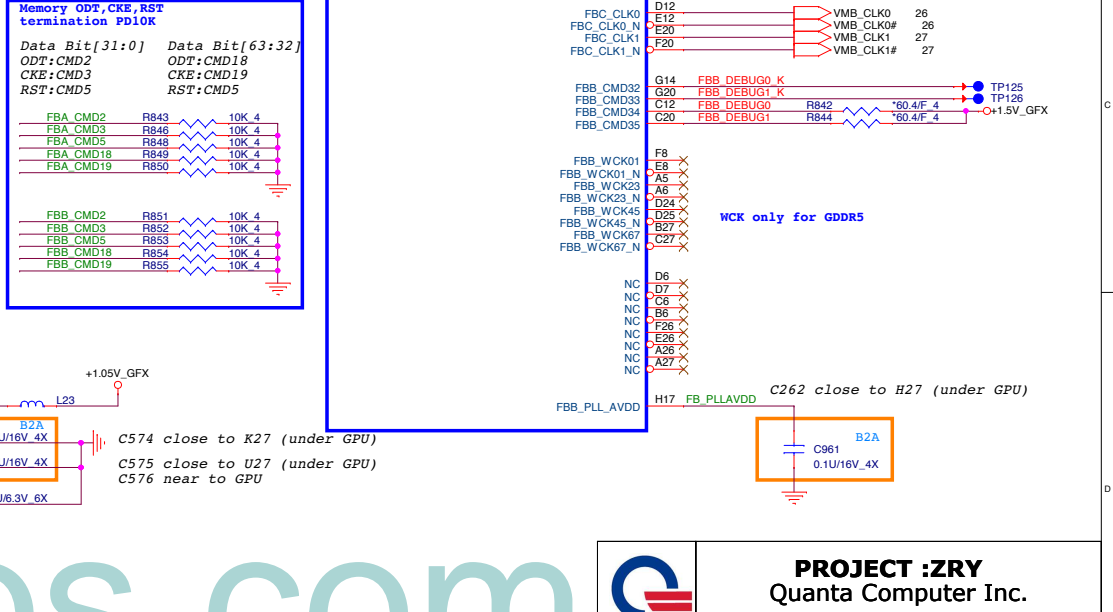 Memory ODT,CKE,RST
termination PD10K
Data Bit[31:0] Data Bit[63:32]
ODT:CMD2 ODT:CMD18
CKE:CMD3 CKE:CMD19
RST:CMD5 RST:CMD5
FBA_CMD2 R843 10K_4
FBA_CMD3 R846 10K_4
FBA_CMD5 R848 10K_4
FBA_CMD18 R849 10K_4
FBA_CMD19 R850 10K_4
FBB_CMD2 R851 10K_4
FBB_CMD3 R852 10K_4
FBB_CMD5 R853 10K_4
FBB_CMD18 R854 10K_4
FBB_CMD19 R855 10K_4
FBC_CLK0 D12 VMB_CLK0 26
FBC_CLK0_N E12 VMB_CLK0# 26
FBC_CLK1 E20 VMB_CLK1 27
FBC_CLK1_N F20 VMB_CLK1# 27
FBB_CMD32 G14 FBB_DEBUG0_K TP125
FBB_CMD33 G20 FBB_DEBUG1_K TP126
FBB_CMD34 C12 FBB_DEBUG0 R842 *60.4/F_4 +1.5V_GFX
FBB_CMD35 C20 FBB_DEBUG1 R844 *60.4/F_4
C
FBB_WCK01 F8
FBB_WCK01_N E8
FBB_WCK23 A5
FBB_WCK23_N A6
FBB_WCK45 D24
FBB_WCK45_N D25
FBB_WCK67 B27
FBB_WCK67_N C27
WCK only for GDDR5
NC D6
NC D7
NC C6
NC B6
NC F26
NC E26
NC A26
NC A27
FBB_PLL_AVDD H17 FB_PLLAVDD
C262 close to H27 (under GPU)
B2A
C961
0.1U/16V_4X
+1.05V_GFX
L23
B2A
U/16V_4X
U/16V_4X
U/6.3V_6X
C574 close to K27 (under GPU)
C575 close to U27 (under GPU)
C576 near to GPU
D
os.com
PROJECT :ZRY
Quanta Computer Inc.